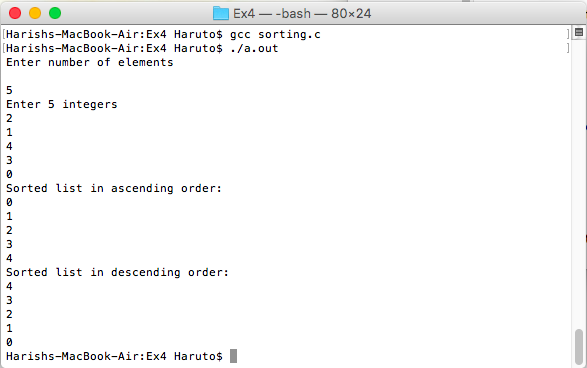 Ex4 — -bash — 80×24
[Harishs-MacBook-Air:Ex4 Haruto$ gcc sorting.c ]
[Harishs-MacBook-Air:Ex4 Haruto$ ./a.out ]
Enter number of elements

5
Enter 5 integers
2
1
4
3
0
Sorted list in ascending order:
0
1
2
3
4
Sorted list in descending order:
4
3
2
1
0
Harishs-MacBook-Air:Ex4 Haruto$